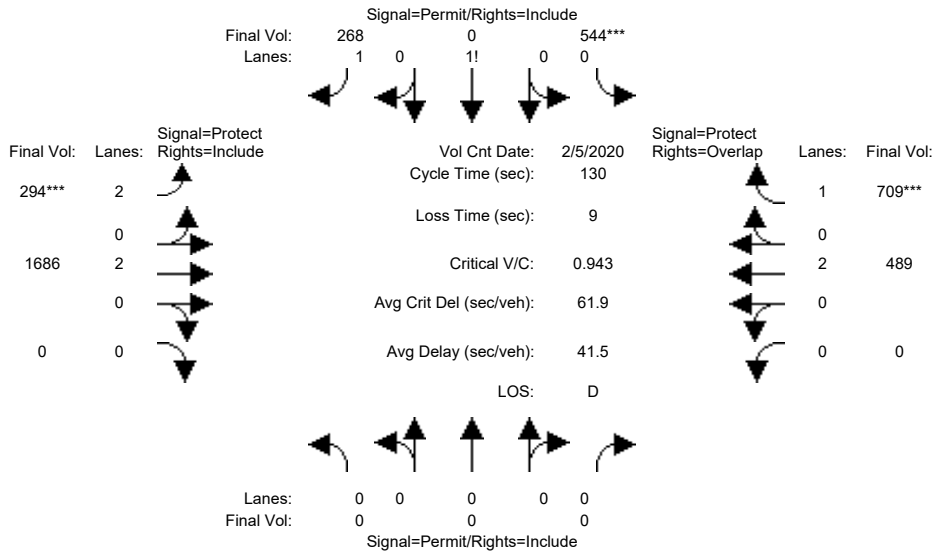 Signal=Permit/Rights=Include
Final Vol: 268 0 544***
Lanes: 1 0 1! 0 0
Signal=Protect Signal=Protect
Final Vol: Lanes: Rights=Include Vol Cnt Date: 2/5/2020 Rights=Overlap Lanes: Final Vol:
Cycle Time (sec): 130
294*** 2 1 709***
Loss Time (sec): 9
0 0
1686 2 Critical V/C: 0.943 2 489
0 Avg Crit Del (sec/veh): 61.9 0
0 0 Avg Delay (sec/veh): 41.5 0 0
LOS: D
Lanes: 0 0 0 0 0
Final Vol: 0 0 0
Signal=Permit/Rights=Include